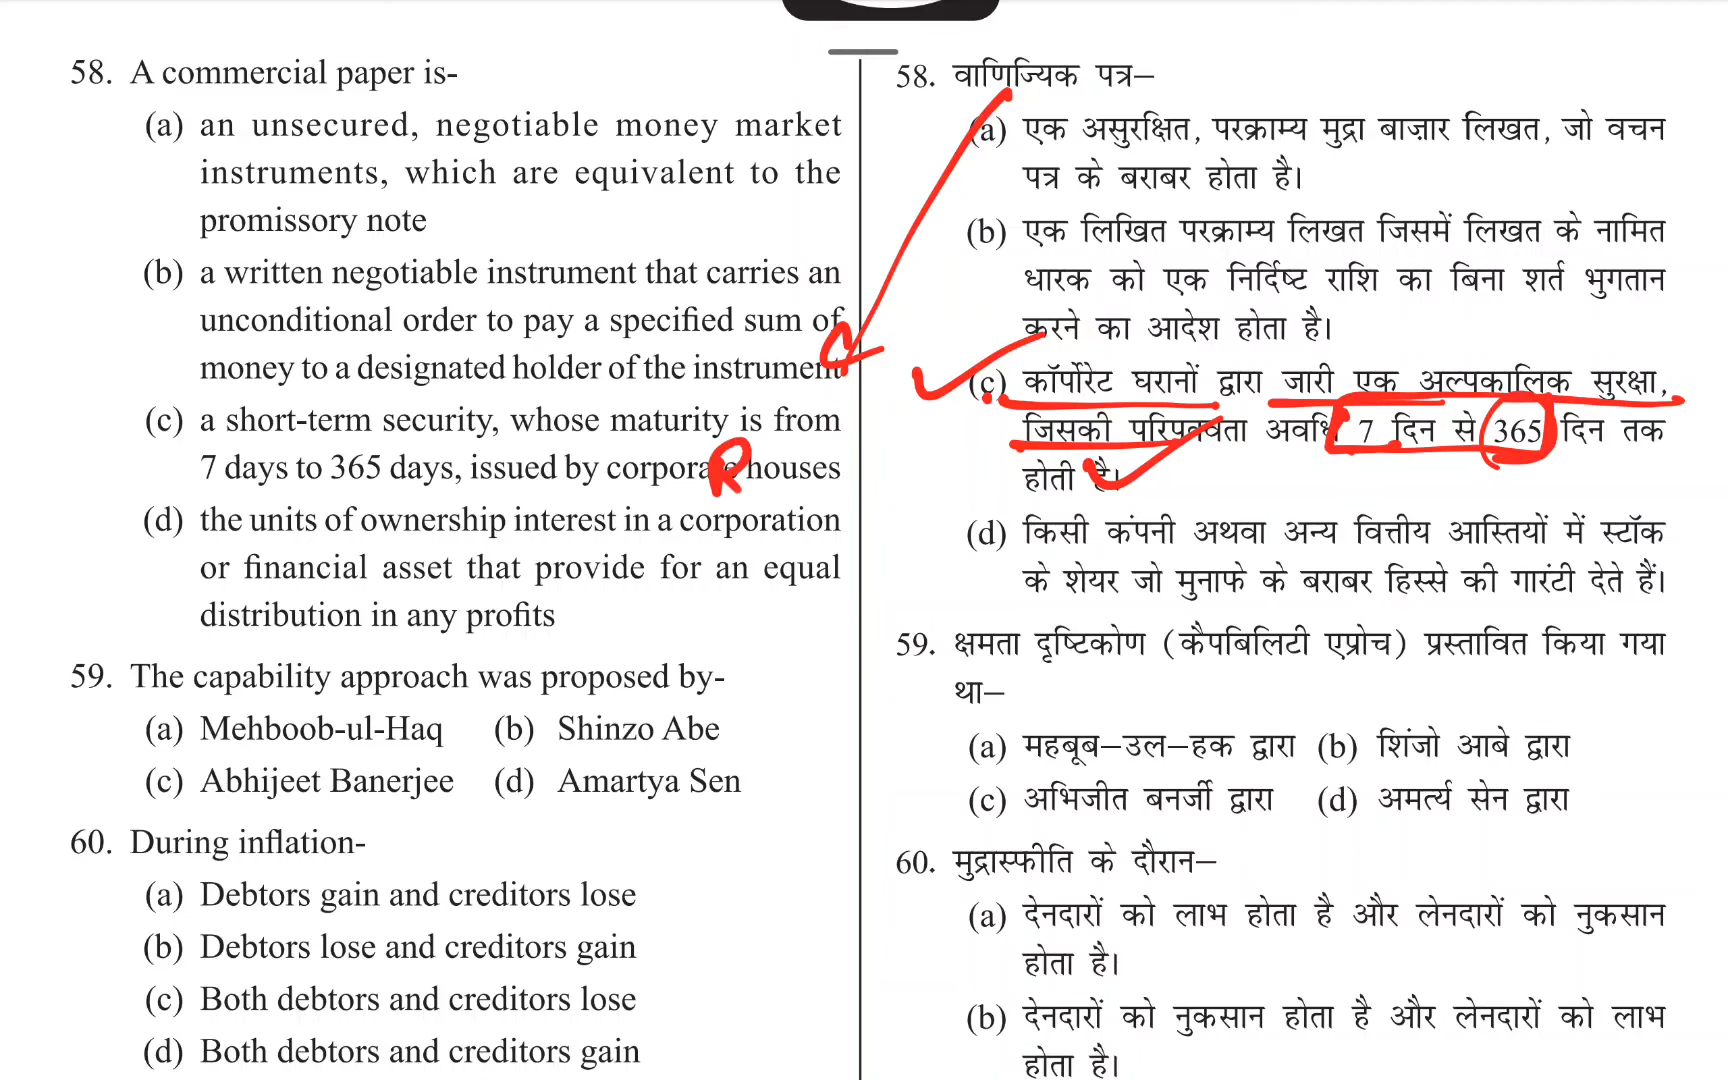 58. A commercial paper is-
(a) an unsecured, negotiable money market
instruments, which are equivalent to the
promissory note
(b) a written negotiable instrument that carries an
unconditional order to pay a specified sum of
money to a designated holder of the instrument
(c) a short-term security, whose maturity is from
7 days to 365 days, issued by corporate houses
(d) the units of ownership interest in a corporation
or financial asset that provide for an equal
distribution in any profits
59. The capability approach was proposed by-
(a) Mehboob-ul-Haq (b) Shinzo Abe
(c) Abhijeet Banerjee (d) Amartya Sen
60. During inflation-
(a) Debtors gain and creditors lose
(b) Debtors lose and creditors gain
(c) Both debtors and creditors lose
(d) Both debtors and creditors gain
58. वाणिज्यिक पत्र–
(a) एक असुरक्षित, परक्राम्य मुद्रा बाज़ार लिखत, जो वचन
पत्र के बराबर होता है।
(b) एक लिखित परक्राम्य लिखत जिसमें लिखत के नामित
धारक को एक निर्दिष्ट राशि का बिना शर्त भुगतान
करने का आदेश होता है।
(c) कॉर्पोरेट घरानों द्वारा जारी एक अल्पकालिक सुरक्षा,
जिसकी परिपक्वता अवधि 7 दिन से 365 दिन तक
होती है।
(d) किसी कंपनी अथवा अन्य वित्तीय आस्तियों में स्टॉक
के शेयर जो मुनाफे के बराबर हिस्से की गारंटी देते हैं।
59. क्षमता दृष्टिकोण (कैपबिलिटी एप्रोच) प्रस्तावित किया गया
था–
(a) महबूब–उल–हक द्वारा (b) शिंजो आबे द्वारा
(c) अभिजीत बनर्जी द्वारा (d) अमर्त्य सेन द्वारा
60. मुद्रास्फीति के दौरान–
(a) देनदारों को लाभ होता है और लेनदारों को नुकसान
होता है।
(b) देनदारों को नुकसान होता है और लेनदारों को लाभ
होता है।